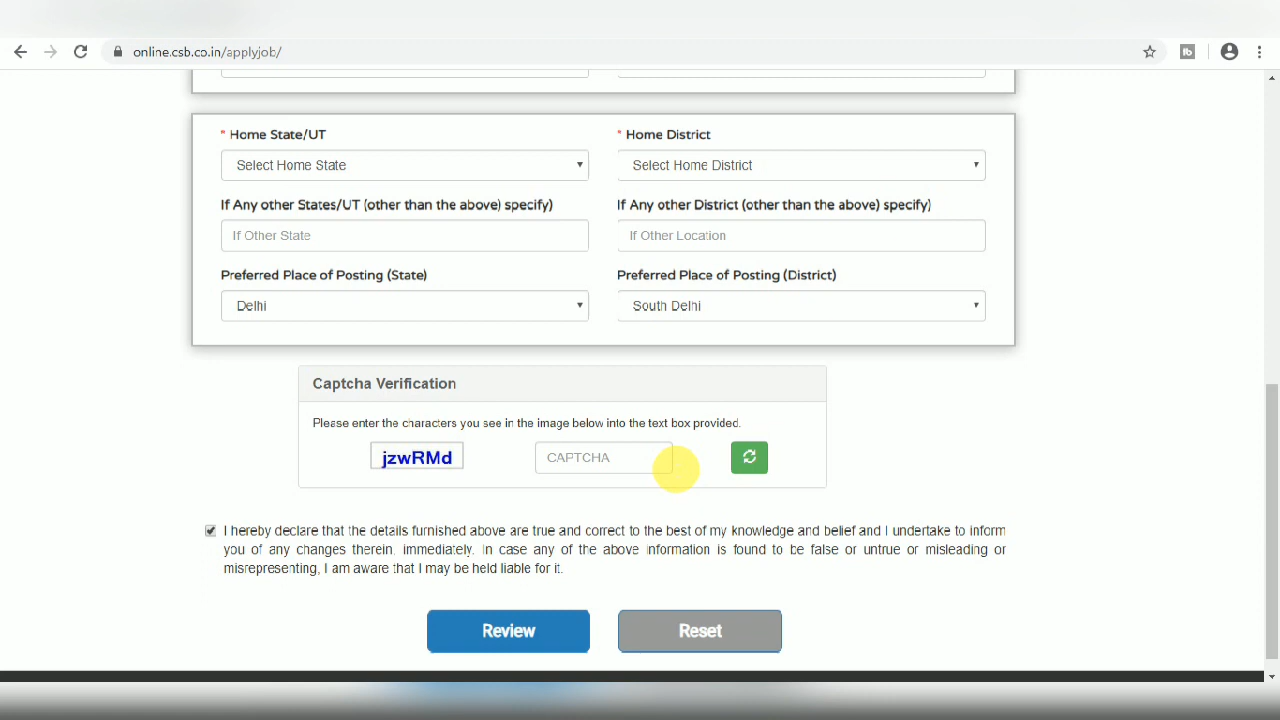 online.csb.co.in/applyjob/
* Home State/UT
* Home District
Select Home State
Select Home District
If Any other States/UT (other than the above) specify)
If Any other District (other than the above) specify)
If Other State
If Other Location
Preferred Place of Posting (State)
Preferred Place of Posting (District)
Delhi
South Delhi
Captcha Verification
Please enter the characters you see in the image below into the text box provided.
jzwRMd
CAPTCHA
I hereby declare that the details furnished above are true and correct to the best of my knowledge and belief and I undertake to inform
you of any changes therein, immediately. In case any of the above information is found to be false or untrue or misleading or
misrepresenting, I am aware that I may be held liable for it.
Review
Reset